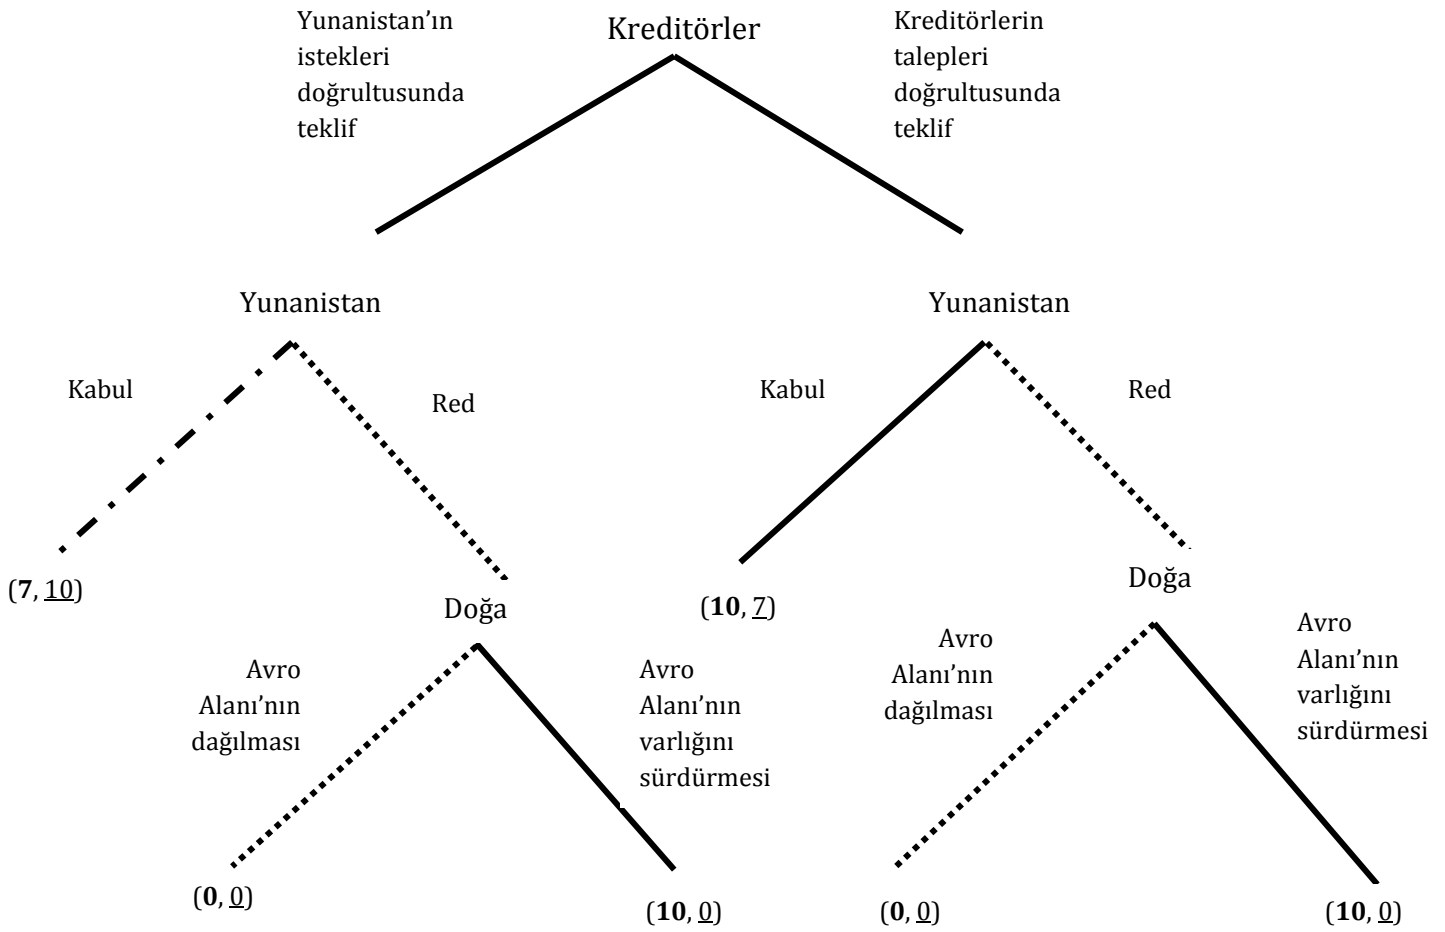 Yunanistan’ın
istekleri
doğrultusunda
teklif
Kreditörler
Kreditörlerin
talepleri
doğrultusunda
teklif
Yunanistan
Yunanistan
Kabul
Red
Kabul
Red
(7, 10)
Doğa
(10, 7)
Doğa
Avro
Alanı’nın
dağılması
Avro
Alanı’nın
varlığını
sürdürmesi
Avro
Alanı’nın
dağılması
Avro
Alanı’nın
varlığını
sürdürmesi
(0, 0)
(10, 0)
(0, 0)
(10, 0)